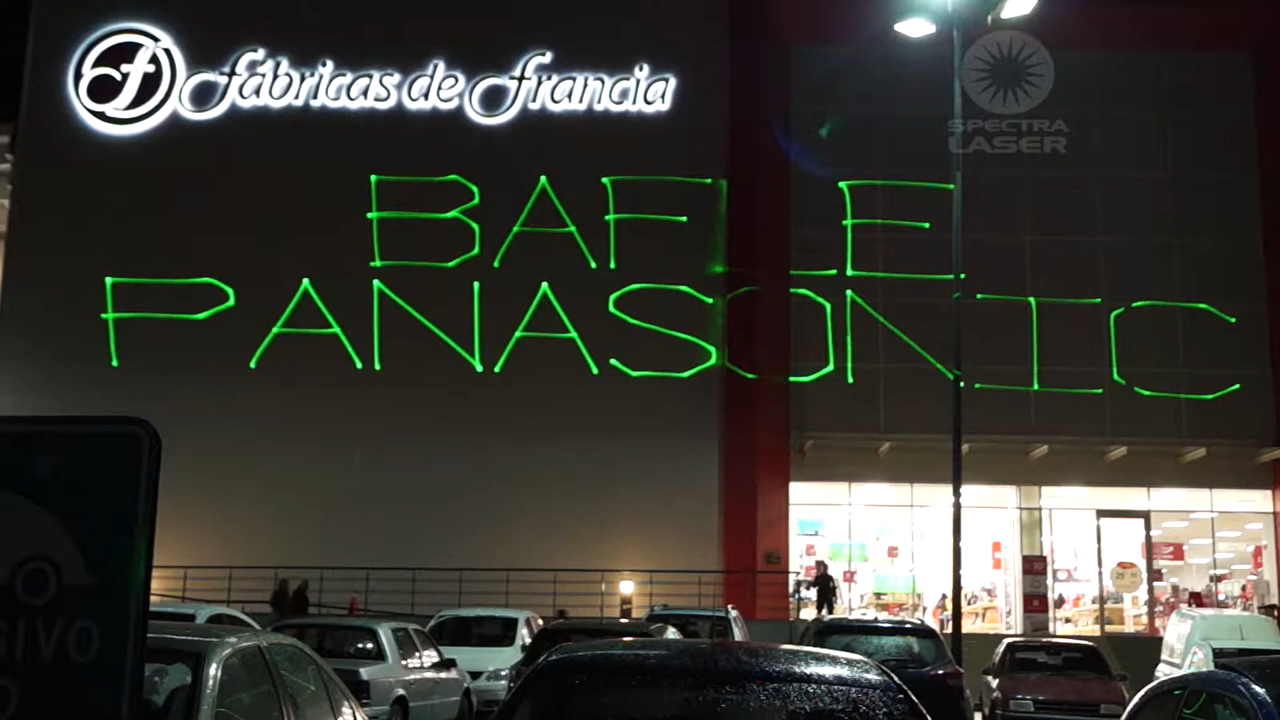 fábricas de francia
SPECTRA
LASER
BAFLE
PANASONIC
SIVO